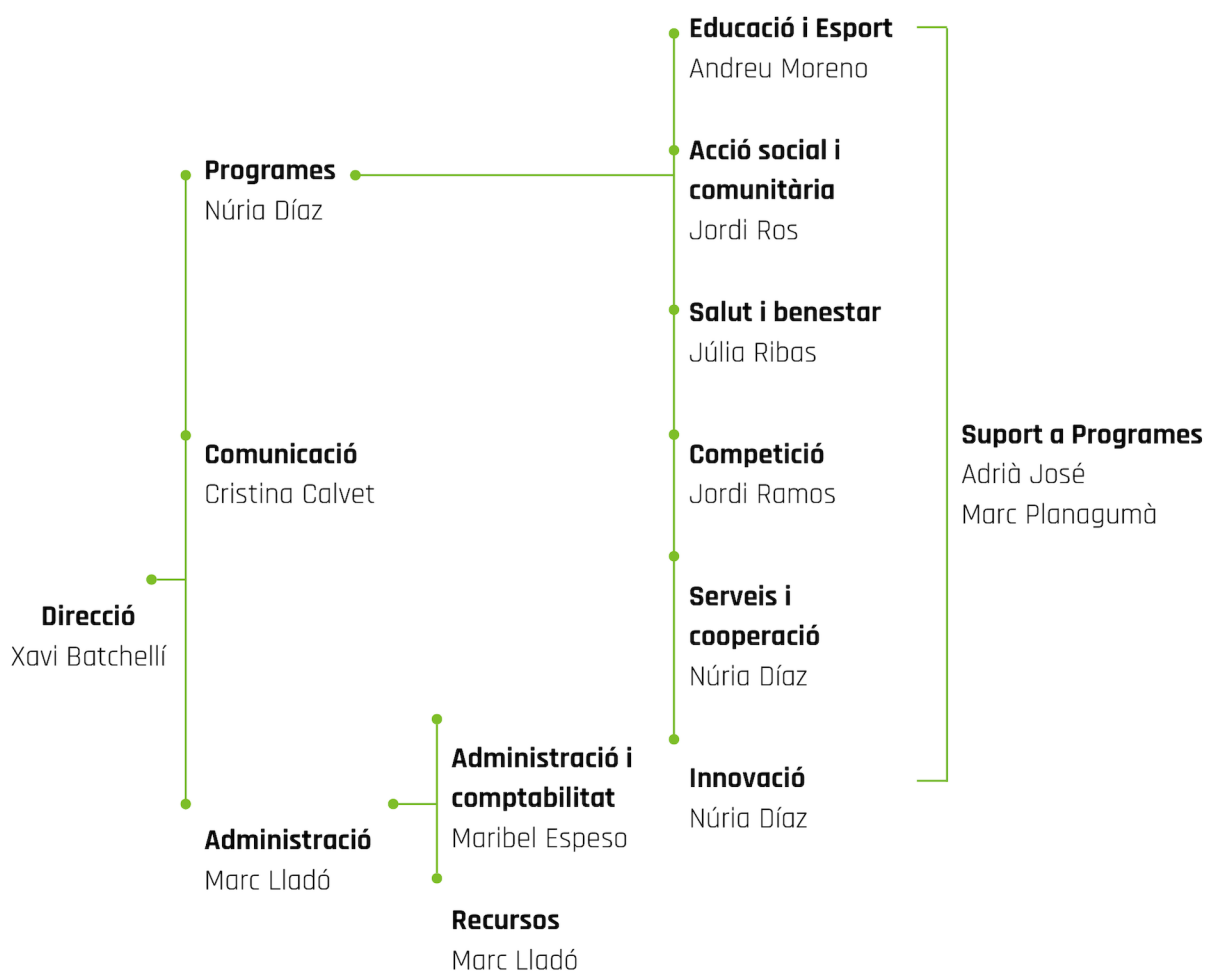 Direcció
Xavi Batchellí
Programes
Núria Díaz
Comunicació
Cristina Calvet
Administració
Marc Lladó
Administració i
comptabilitat
Maribel Espeso
Recursos
Marc Lladó
Educació i Esport
Andreu Moreno
Acció social i
comunitària
Jordi Ros
Salut i benestar
Júlia Ribas
Competició
Jordi Ramos
Serveis i
cooperació
Núria Díaz
Innovació
Núria Díaz
Suport a Programes
Adrià José
Marc Planagumà